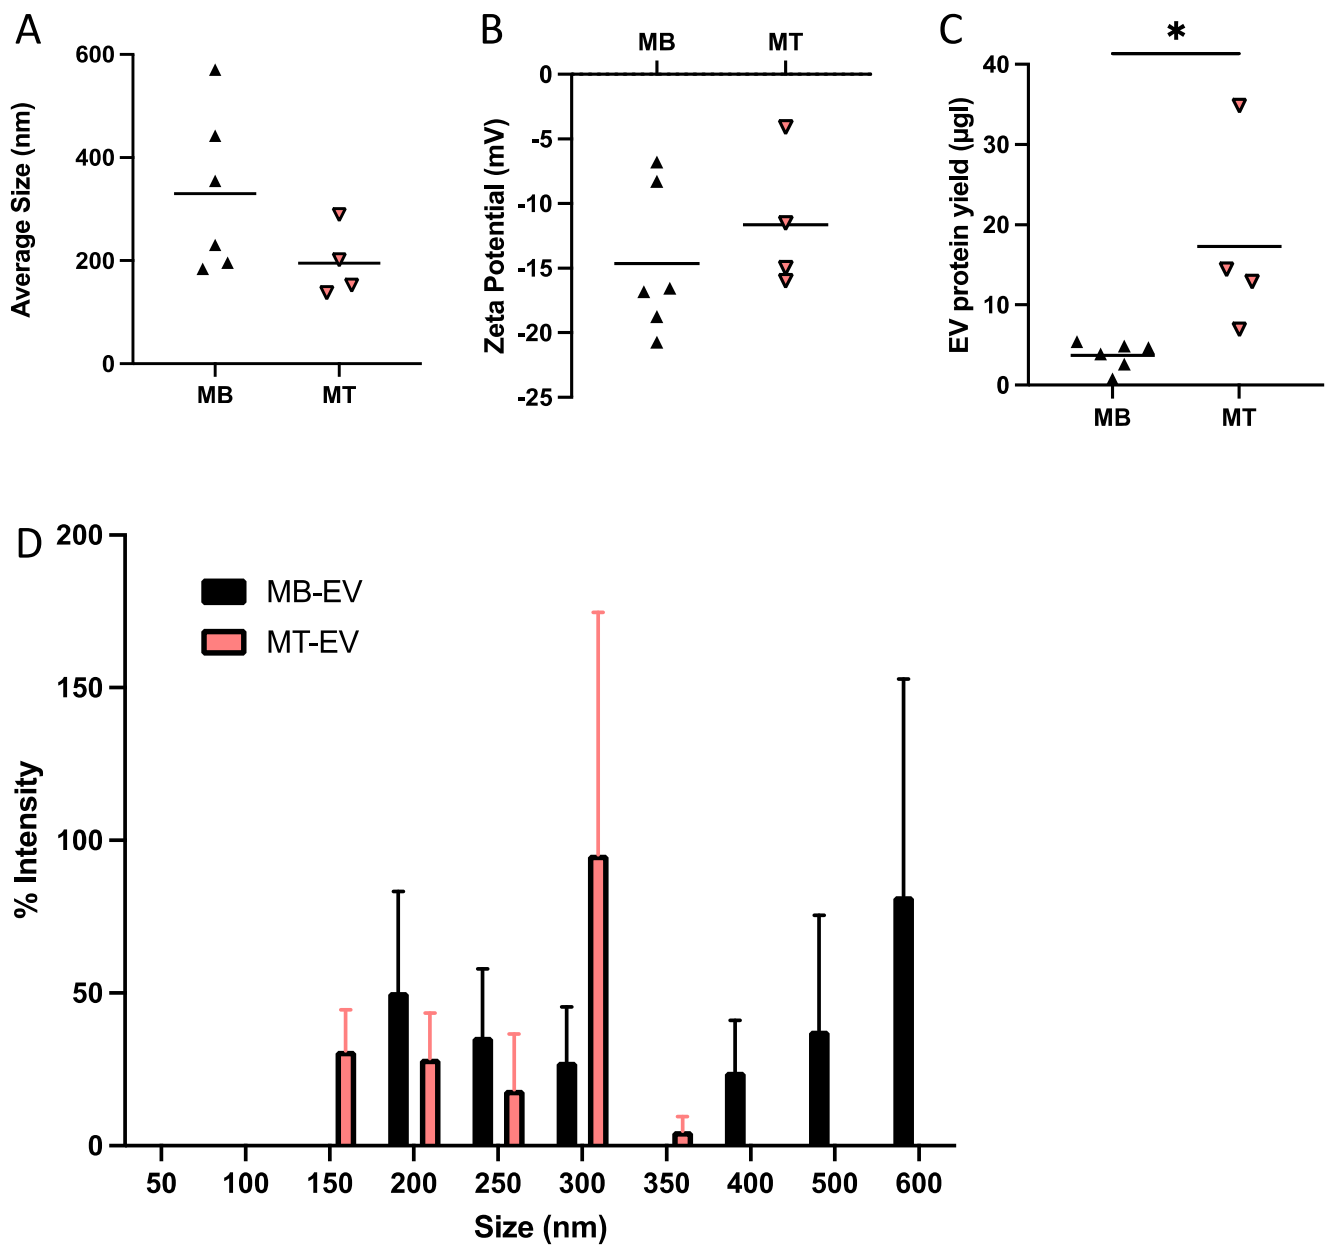 A
Average Size (nm)
600
400
200
0
MB MT
B
MB MT
Zeta Potential (mV)
0
-5
-10
-15
-20
-25
C
*
EV protein yield (µgl)
40
30
20
10
0
MB MT
D
% Intensity
200
150
100
50
0
MB-EV
MT-EV
50 100 150 200 250 300 350 400 500 600
Size (nm)